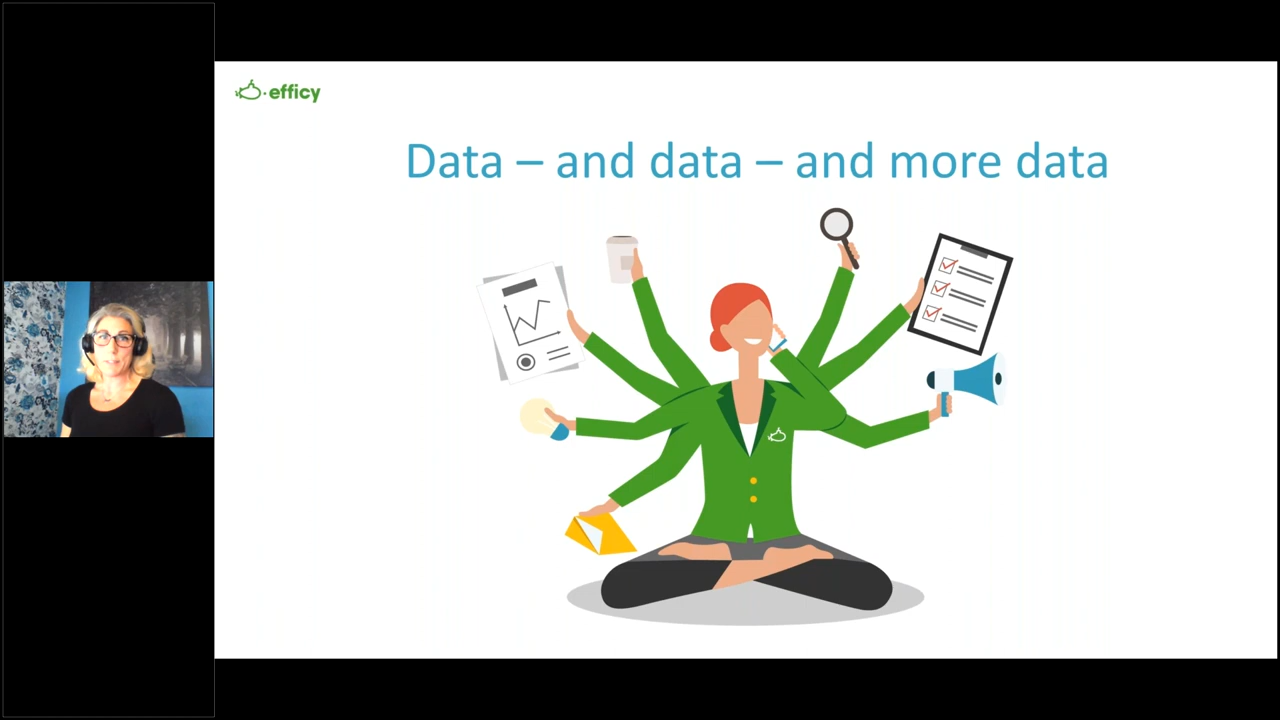 efficy
Data – and data – and more data